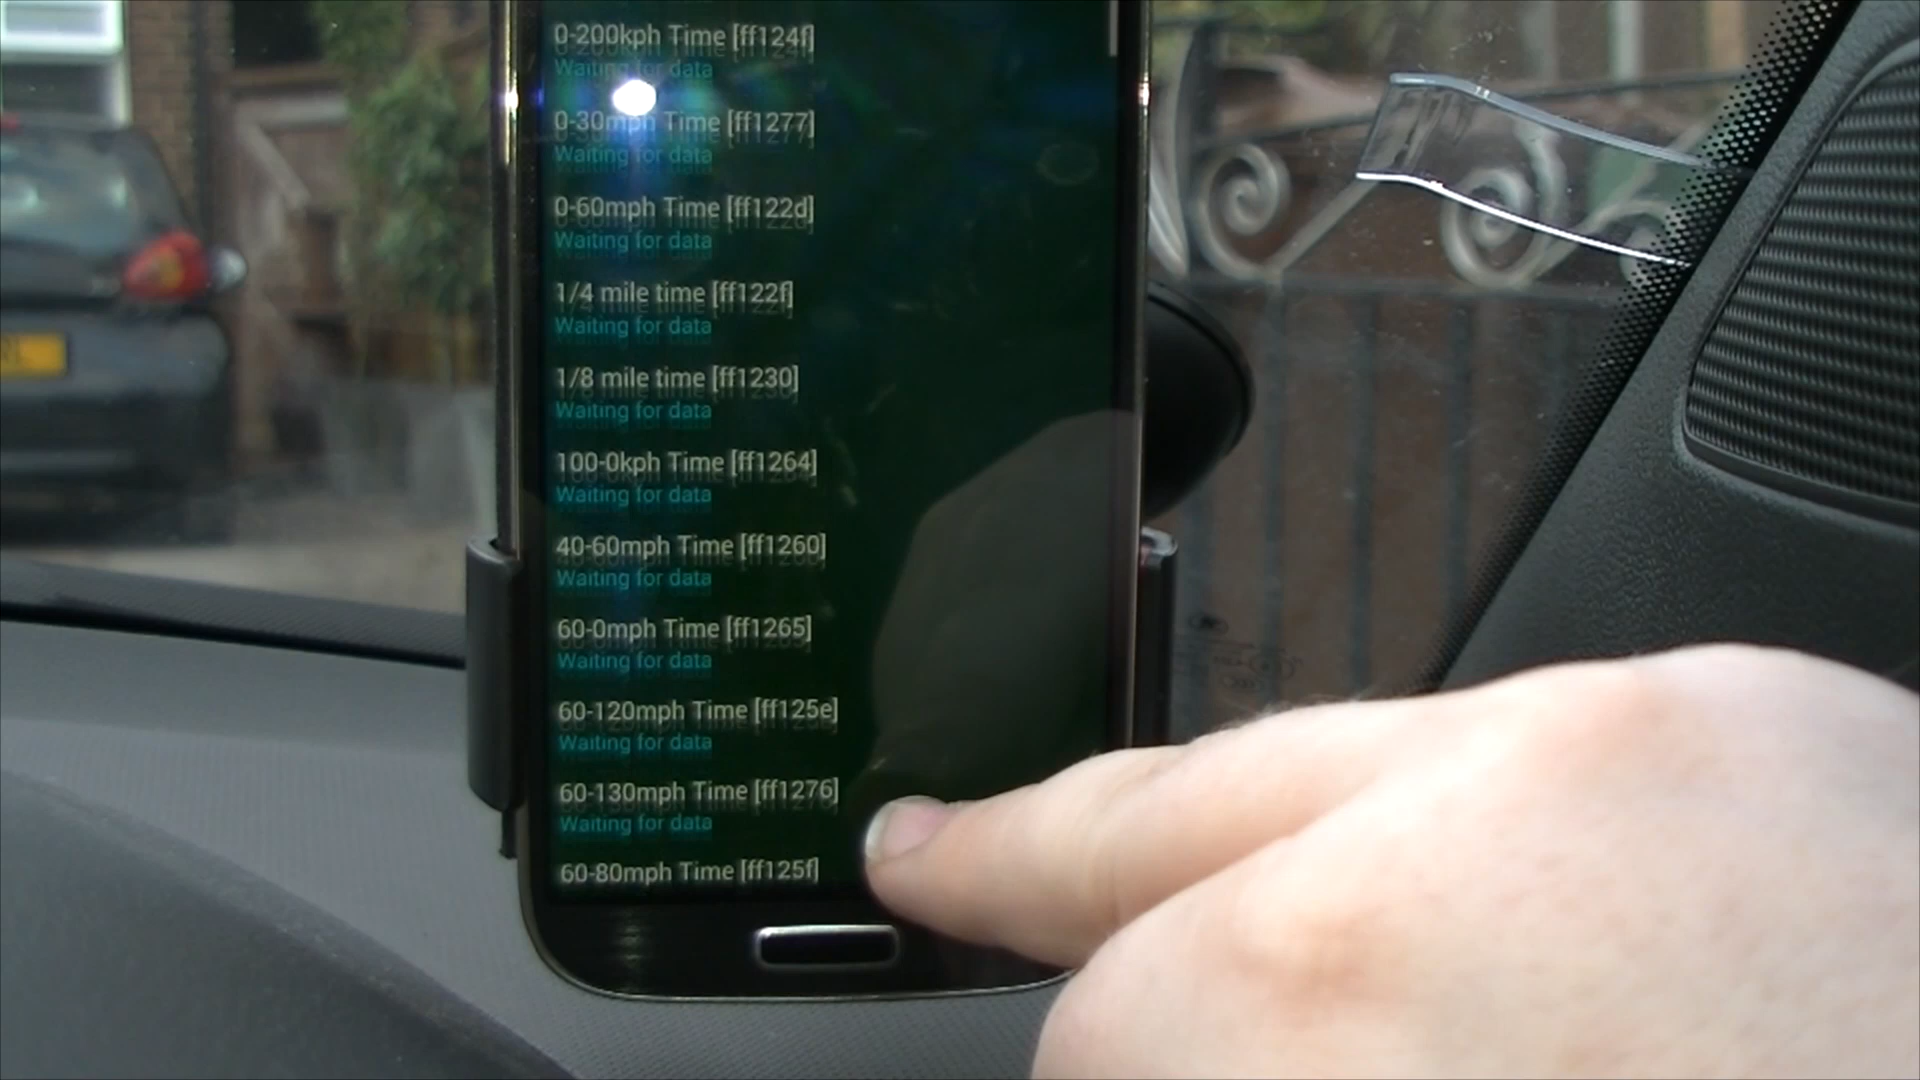 0-200kph Time [ff124f]
Waiting for data
0-30mph Time [ff1277]
Waiting for data
0-60mph Time [ff122d]
Waiting for data
1/4 mile time [ff122f]
Waiting for data
1/8 mile time [ff1230]
Waiting for data
100-0kph Time [ff1264]
Waiting for data
40-60mph Time [ff1260]
Waiting for data
60-0mph Time [ff1265]
Waiting for data
60-120mph Time [ff125e]
Waiting for data
60-130mph Time [ff1276]
Waiting for data
60-80mph Time [ff125f]